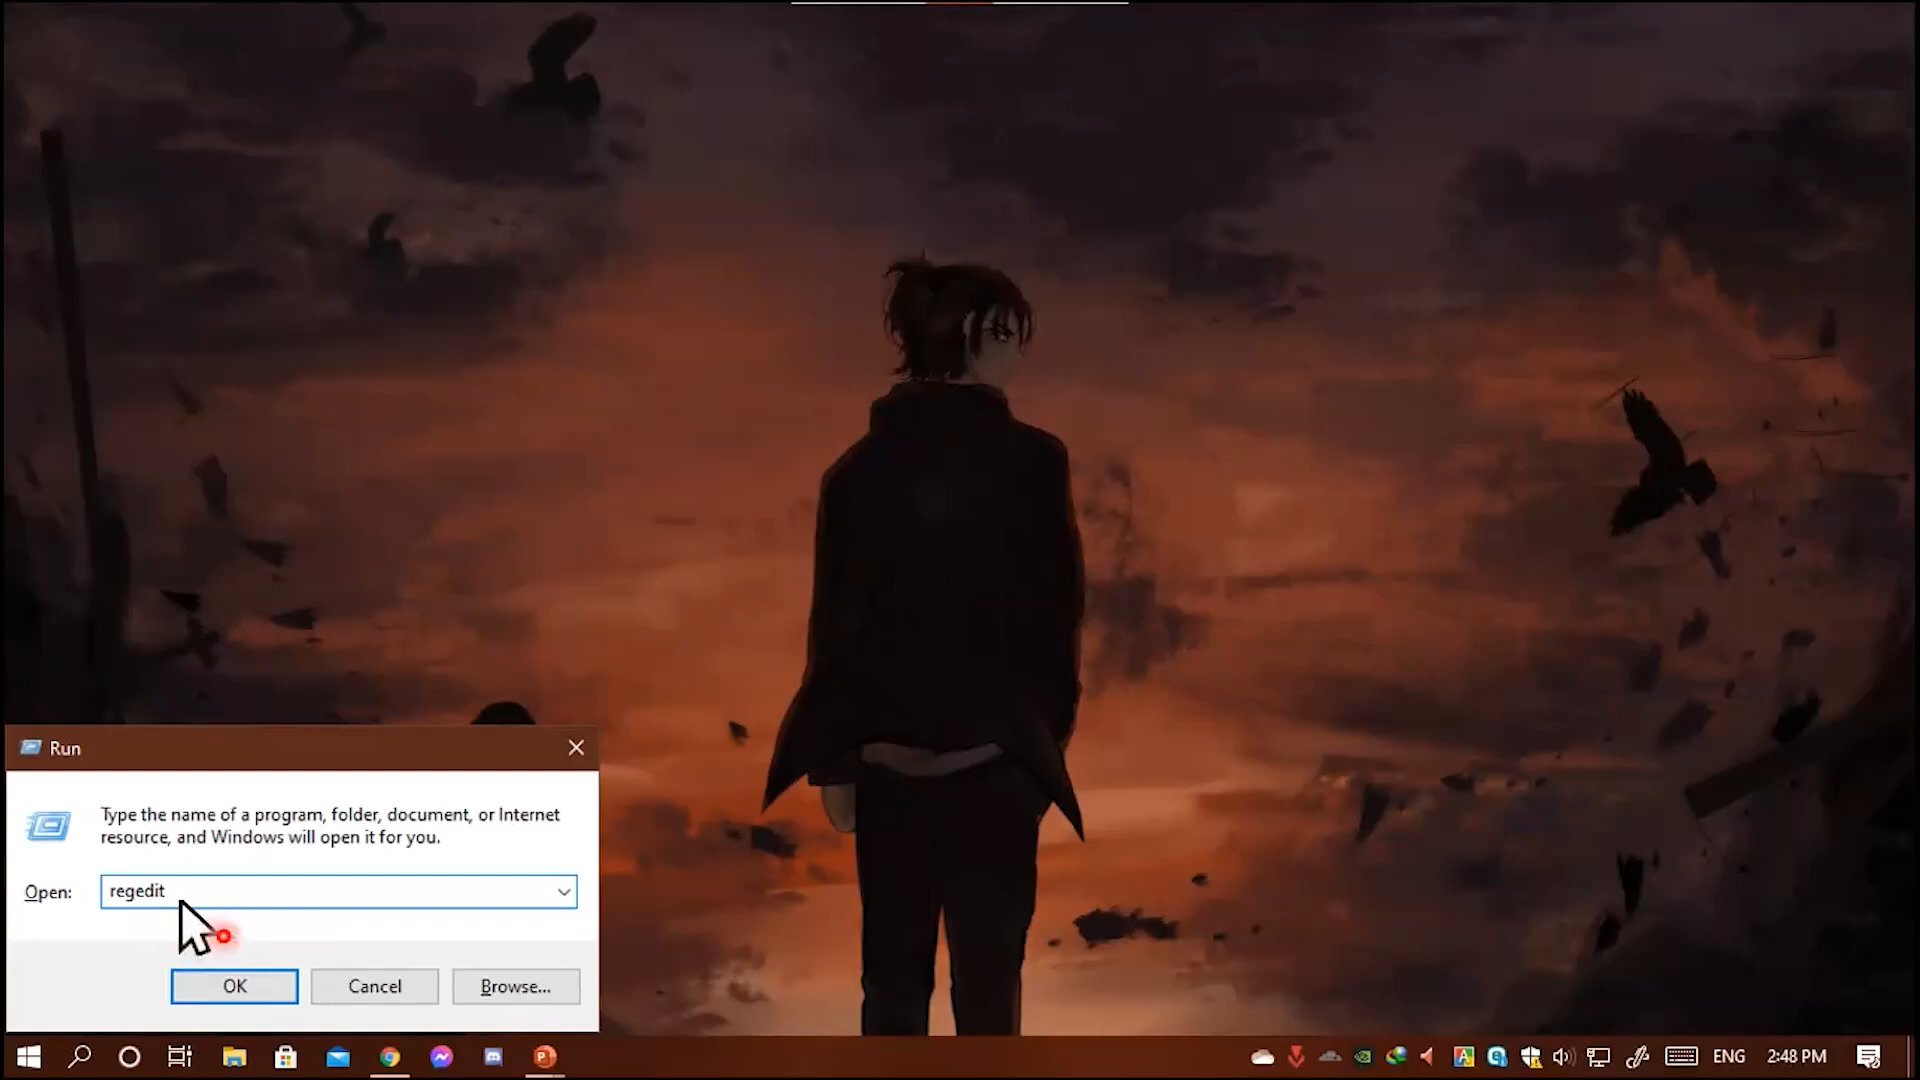 Run
Type the name of a program, folder, document, or Internet
resource, and Windows will open it for you.
Open: regedit
OK Cancel Browse...
ENG 2:48 PM